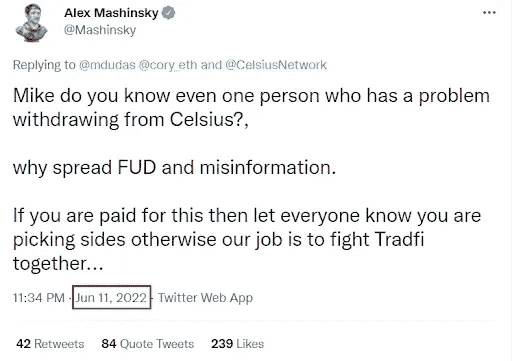 Alex Mashinsky
@Mashinsky
Replying to @mdudas @cory_eth and @CelsiusNetwork
Mike do you know even one person who has a problem
withdrawing from Celsius?,
why spread FUD and misinformation.
If you are paid for this then let everyone know you are
picking sides otherwise our job is to fight Tradfi
together...
11:34 PM · Jun 11, 2022 · Twitter Web App
42 Retweets 84 Quote Tweets 239 Likes